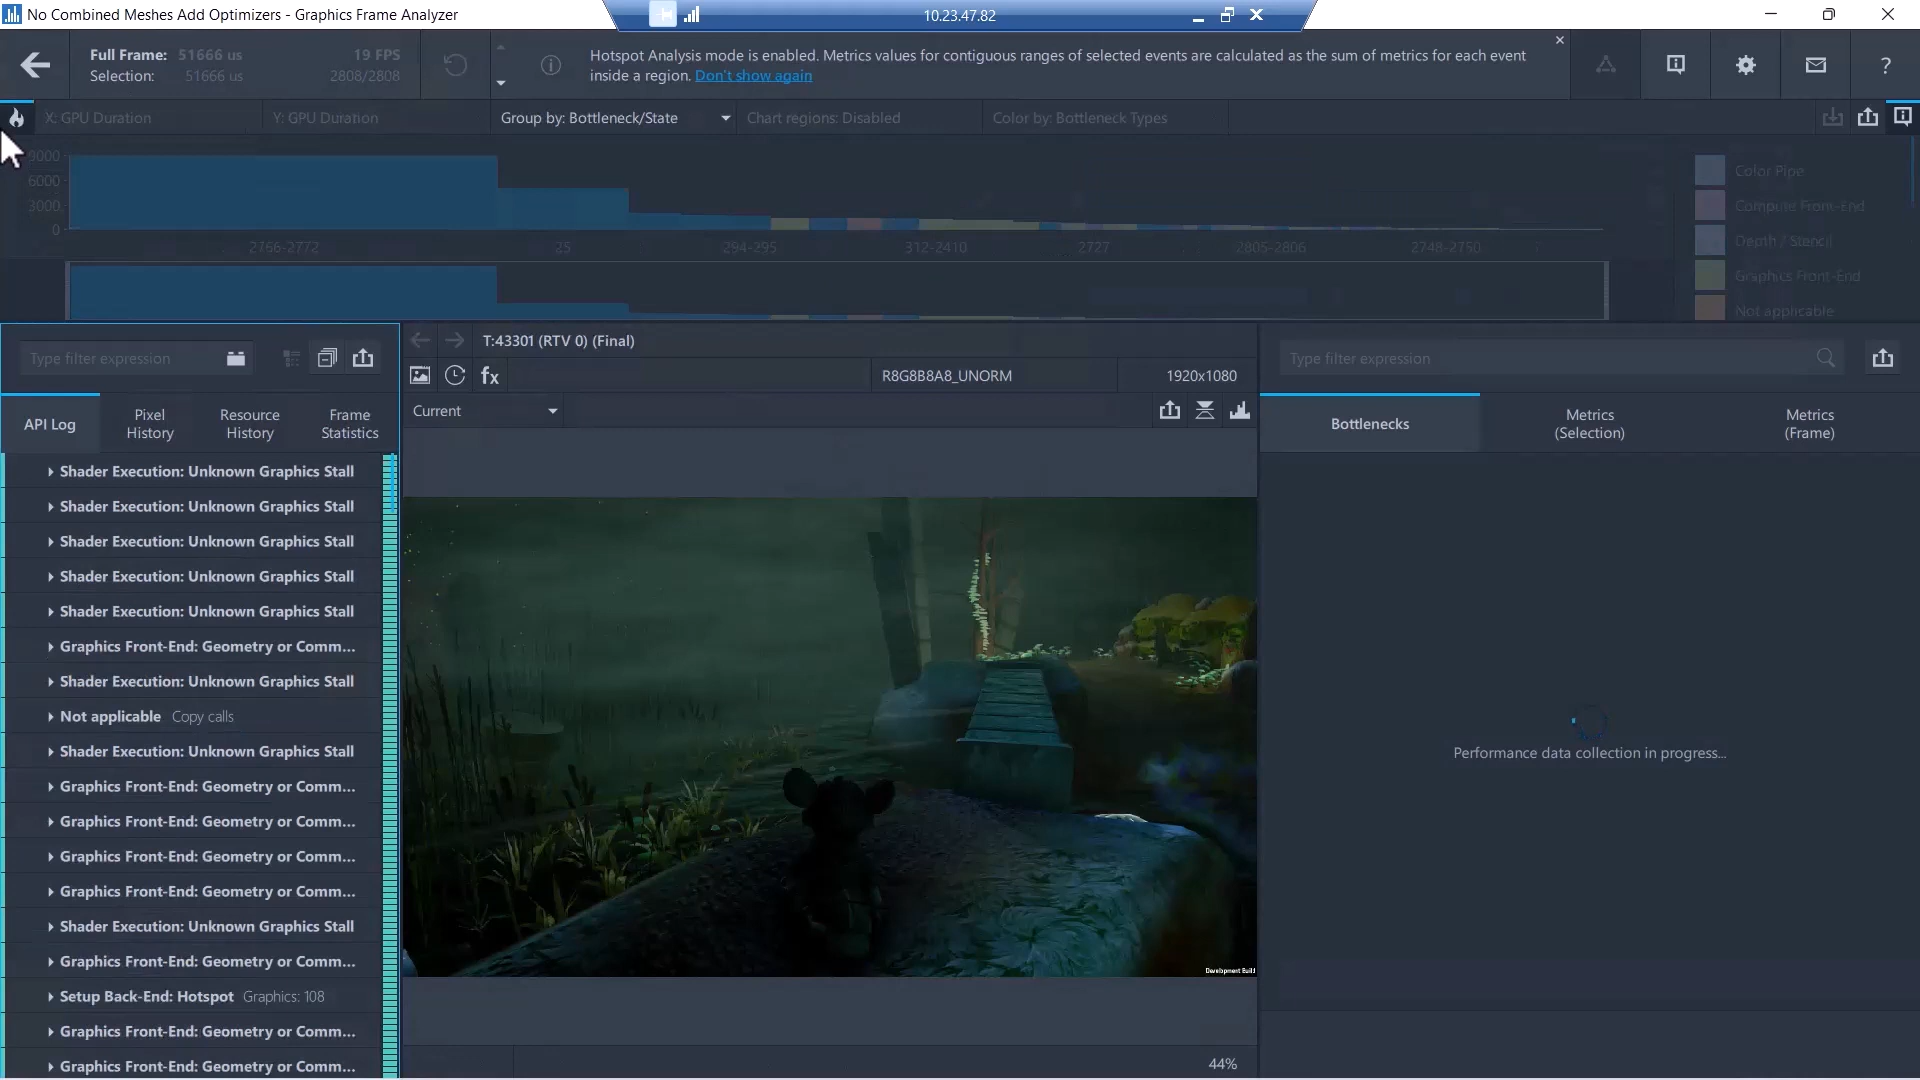 No Combined Meshes Add Optimizers - Graphics Frame Analyzer
10.23.47.82
Full Frame: 51666 us 19 FPS
Selection: 51666 us 2808/2808
Hotspot Analysis mode is enabled. Metrics values for contiguous ranges of selected events are calculated as the sum of metrics for each event
inside a region. Don't show again
X: GPU Duration
Y: GPU Duration
Group by: Bottleneck/State
Chart regions: Disabled
Color by: Bottleneck Types
9000
6000
3000
0
2766-2772
25
294-295
312-2410
2727
2805-2806
2748-2750
Color Pipe
Compute Front-End
Depth / Stencil
Graphics Front-End
Not applicable
Type filter expression
API Log
Pixel
History
Resource
History
Frame
Statistics
Shader Execution: Unknown Graphics Stall
Shader Execution: Unknown Graphics Stall
Shader Execution: Unknown Graphics Stall
Shader Execution: Unknown Graphics Stall
Shader Execution: Unknown Graphics Stall
Graphics Front-End: Geometry or Comm...
Shader Execution: Unknown Graphics Stall
Not applicable Copy calls
Shader Execution: Unknown Graphics Stall
Graphics Front-End: Geometry or Comm...
Graphics Front-End: Geometry or Comm...
Graphics Front-End: Geometry or Comm...
Graphics Front-End: Geometry or Comm...
Shader Execution: Unknown Graphics Stall
Graphics Front-End: Geometry or Comm...
Setup Back-End: Hotspot Graphics: 108
Graphics Front-End: Geometry or Comm...
Graphics Front-End: Geometry or Comm...
T:43301 (RTV 0) (Final)
fx
R8G8B8A8_UNORM
1920x1080
Current
Development Build
44%
Type filter expression
Bottlenecks
Metrics
(Selection)
Metrics
(Frame)
Performance data collection in progress...